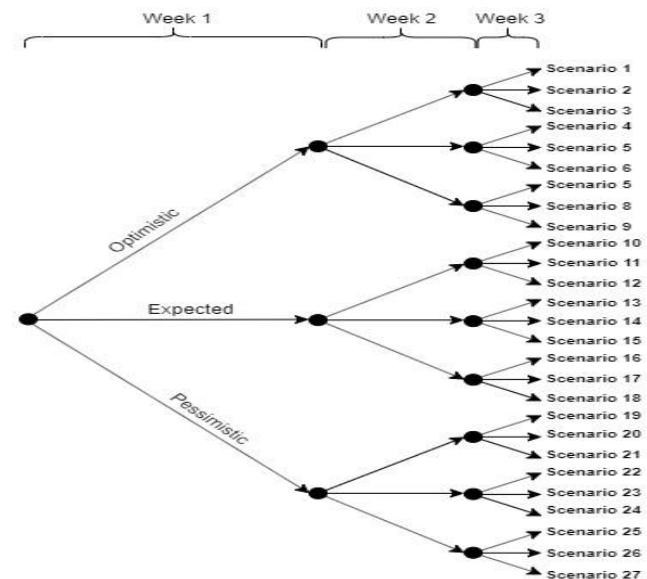 Week 1 Week 2 Week 3
Scenario 1
Scenario 2
Scenario 3
Scenario 4
Scenario 5
Scenario 6
Scenario 5
Scenario 8
Scenario 9
Optimistic
Scenario 10
Scenario 11
Scenario 12
Expected
Scenario 13
Scenario 14
Scenario 15
Scenario 16
Scenario 17
Scenario 18
Pessimistic
Scenario 19
Scenario 20
Scenario 21
Scenario 22
Scenario 23
Scenario 24
Scenario 25
Scenario 26
Scenario 27